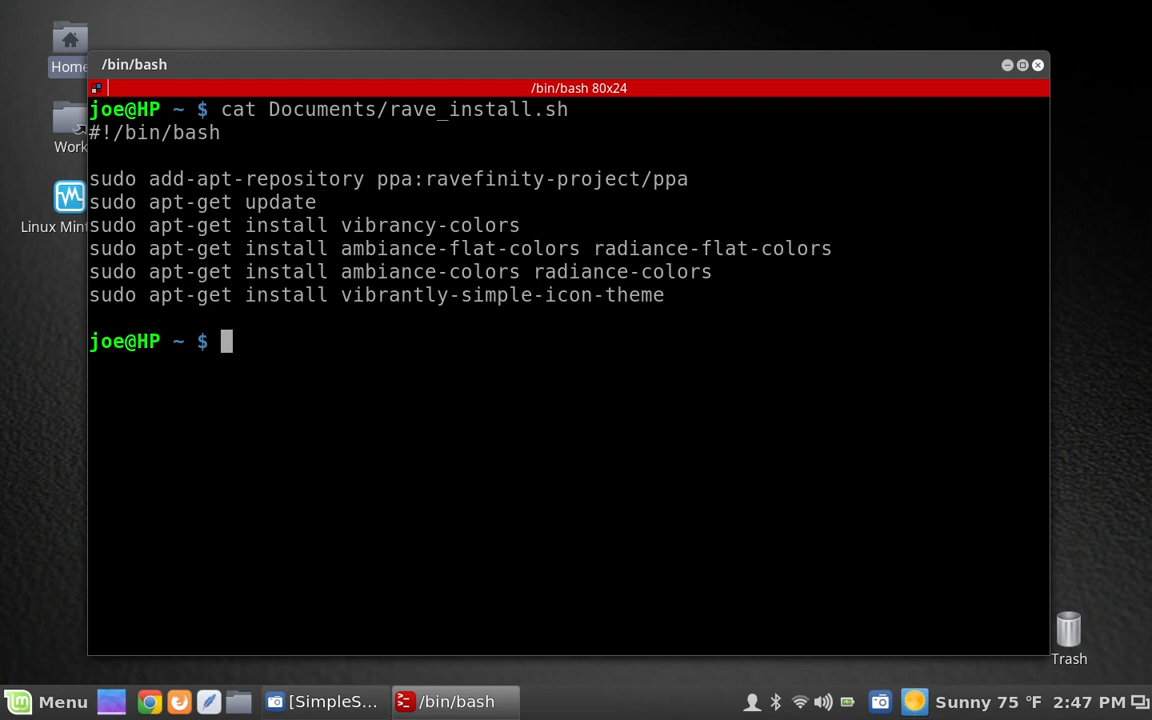 Home
/bin/bash
/bin/bash 80x24
joe@HP ~ $ cat Documents/rave_install.sh
#!/bin/bash
Work
sudo add-apt-repository ppa:ravefinity-project/ppa
sudo apt-get update
Linux Min
sudo apt-get install vibrancy-colors
sudo apt-get install ambiance-flat-colors radiance-flat-colors
sudo apt-get install ambiance-colors radiance-colors
sudo apt-get install vibrantly-simple-icon-theme
joe@HP ~ $
Trash
Menu [SimpleS... /bin/bash Sunny 75 °F 2:47 PM